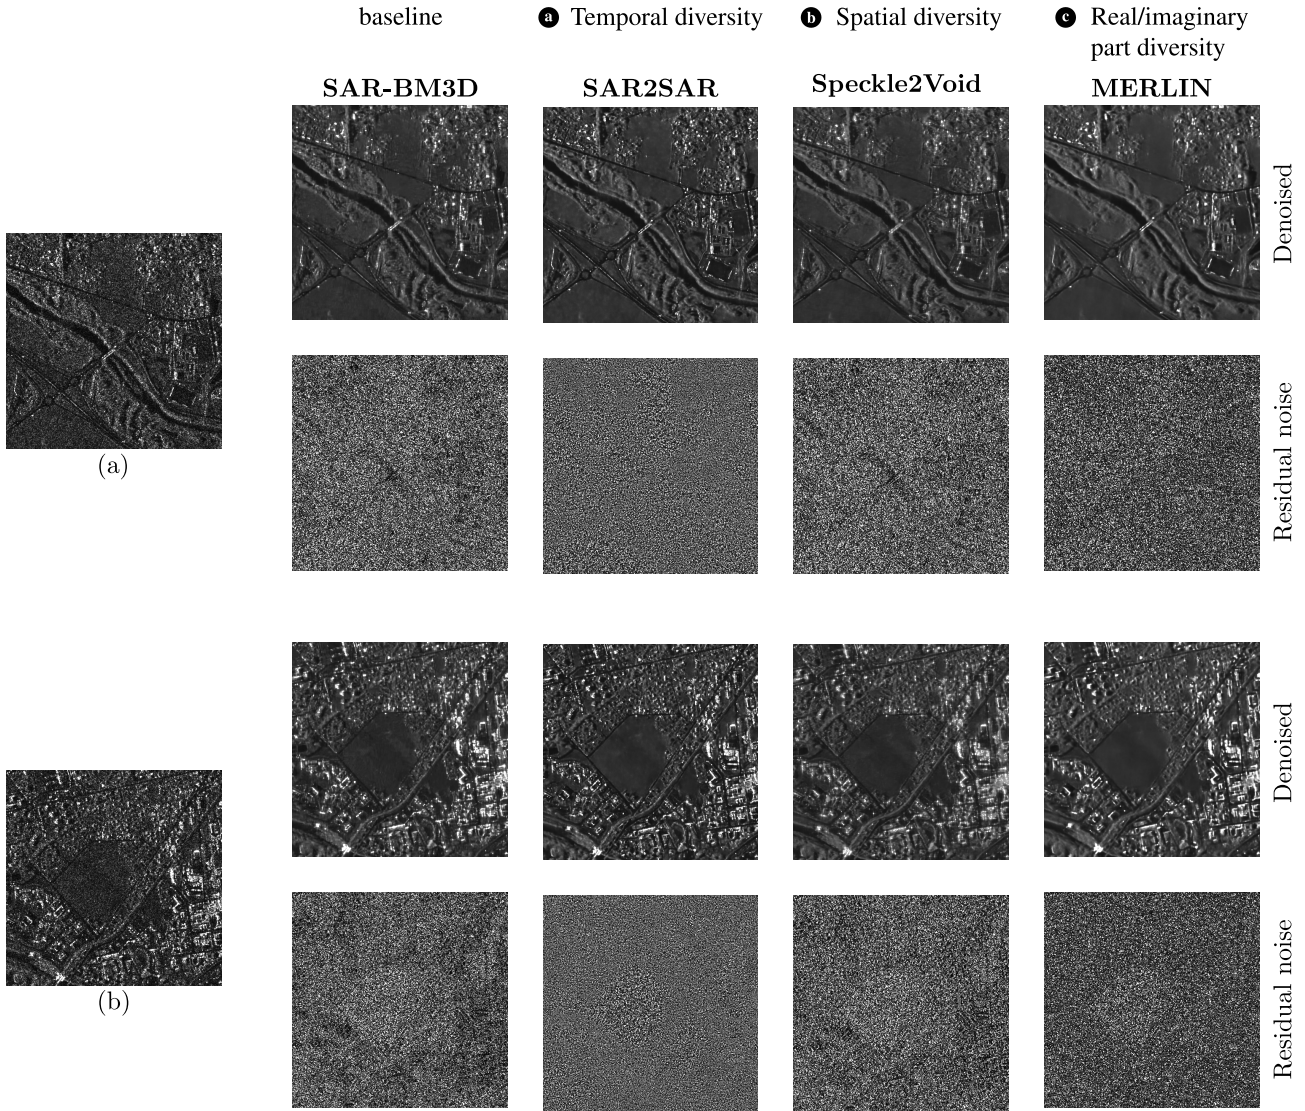 baseline
a Temporal diversity
b Spatial diversity
c Real/imaginary
part diversity
SAR-BM3D
SAR2SAR
Speckle2Void
MERLIN
Denoised
(a)
Residual noise
Denoised
(b)
Residual noise